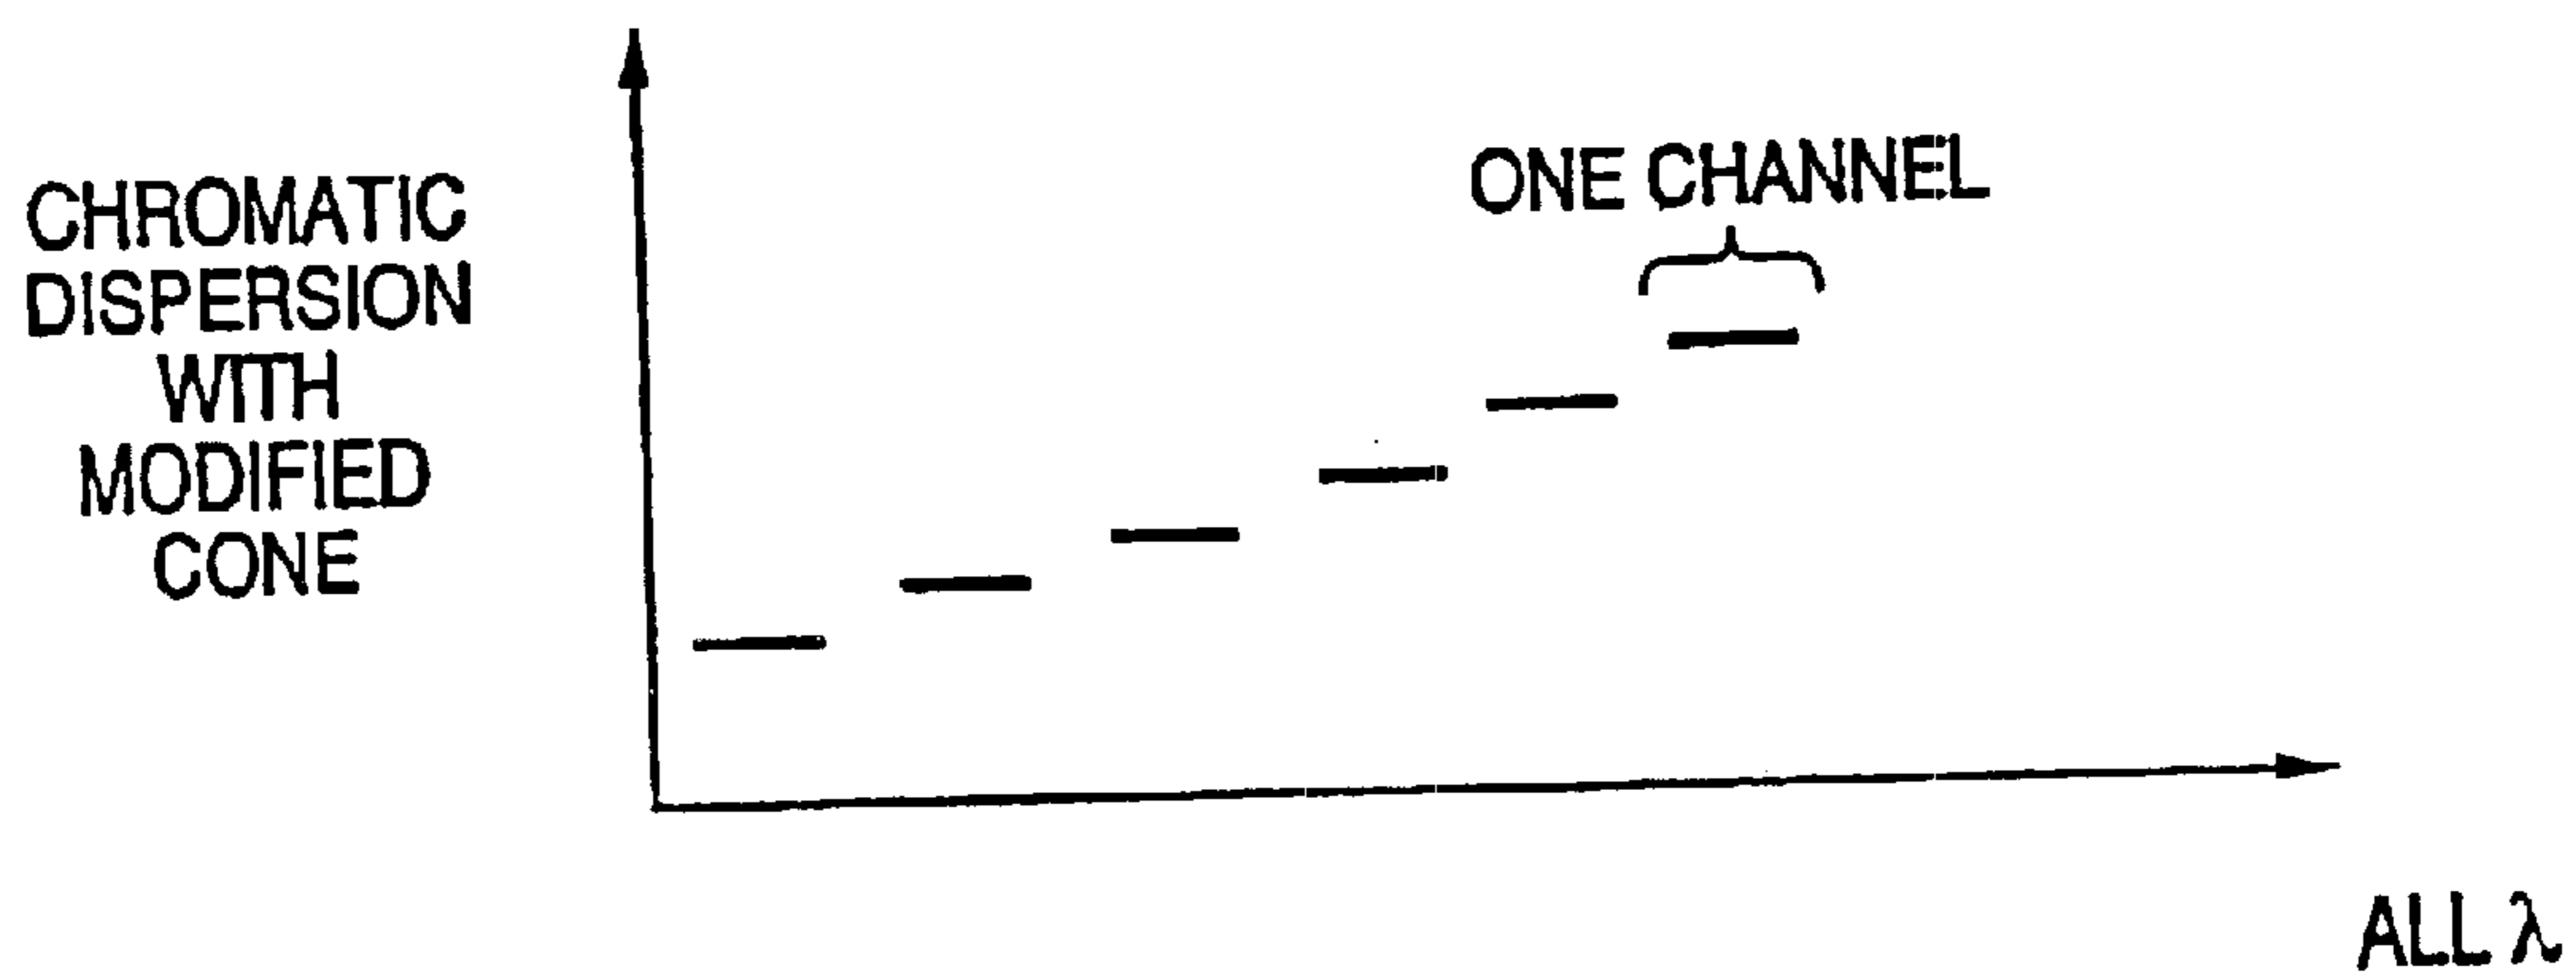 CHROMATIC
DISPERSION
WITH
MODIFIED
CONE
ONE CHANNEL
ALL λ